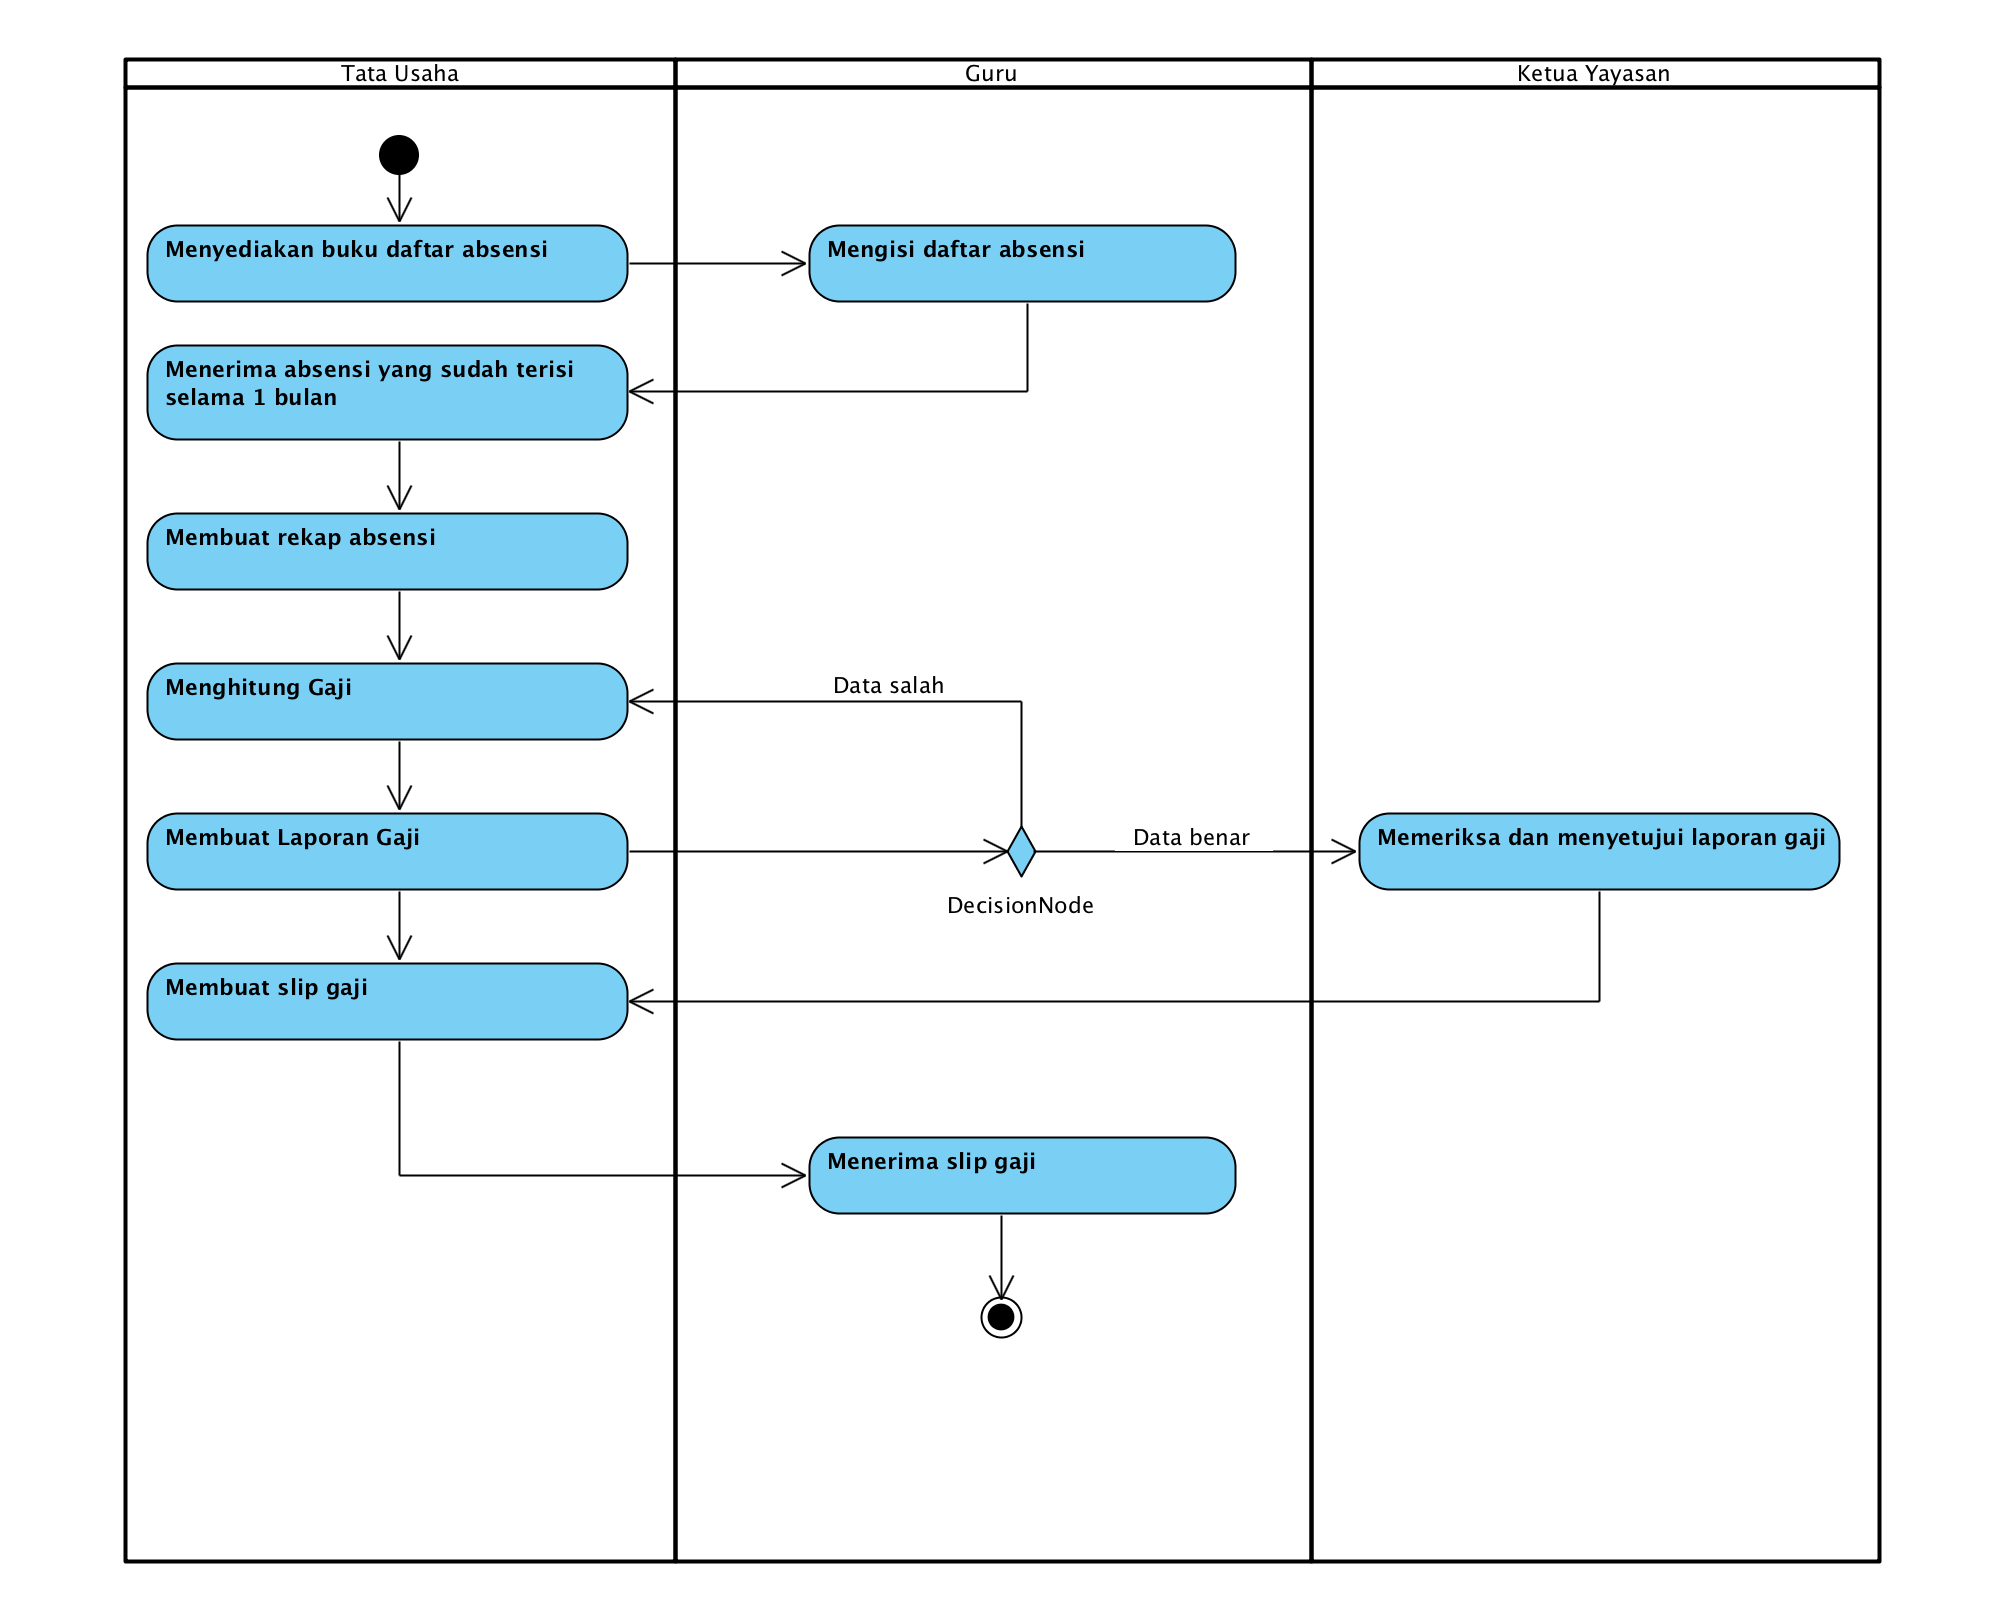 Tata Usaha
Guru
Ketua Yayasan
Menyediakan buku daftar absensi
Mengisi daftar absensi
Menerima absensi yang sudah terisi
selama 1 bulan
Membuat rekap absensi
Menghitung Gaji
Data salah
Membuat Laporan Gaji
Data benar
Memeriksa dan menyetujui laporan gaji
DecisionNode
Membuat slip gaji
Menerima slip gaji